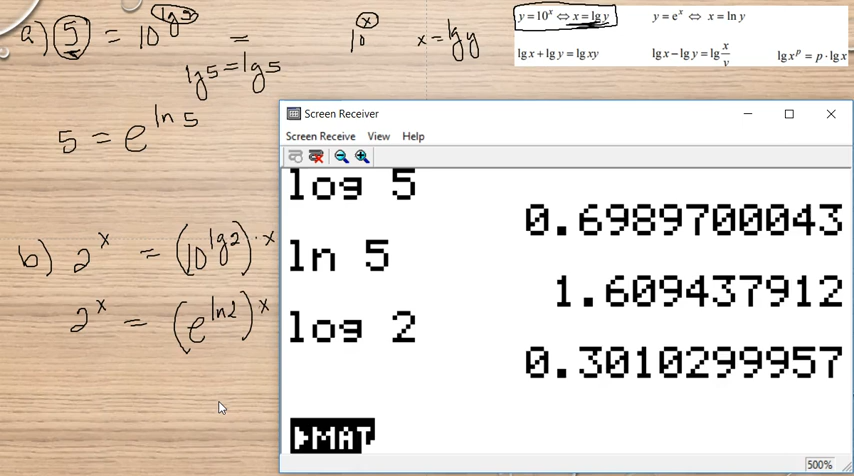 a) 5 = 10^lg5 = 10^x x = lg y
lg5 = lg5
5 = e^ln 5
b) 2^x = (10^lg2)·x
2^x = (e^ln2)^x
y = 10^x ⇔ x = lg y y = e^x ⇔ x = ln y
lg x + lg y = lg xy lg x − lg y = lg x/y lg x^p = p · lg x
Screen Receiver
Screen Receive View Help
log 5
0.6989700043
ln 5
1.609437912
log 2
0.3010299957
▶MAT
500%